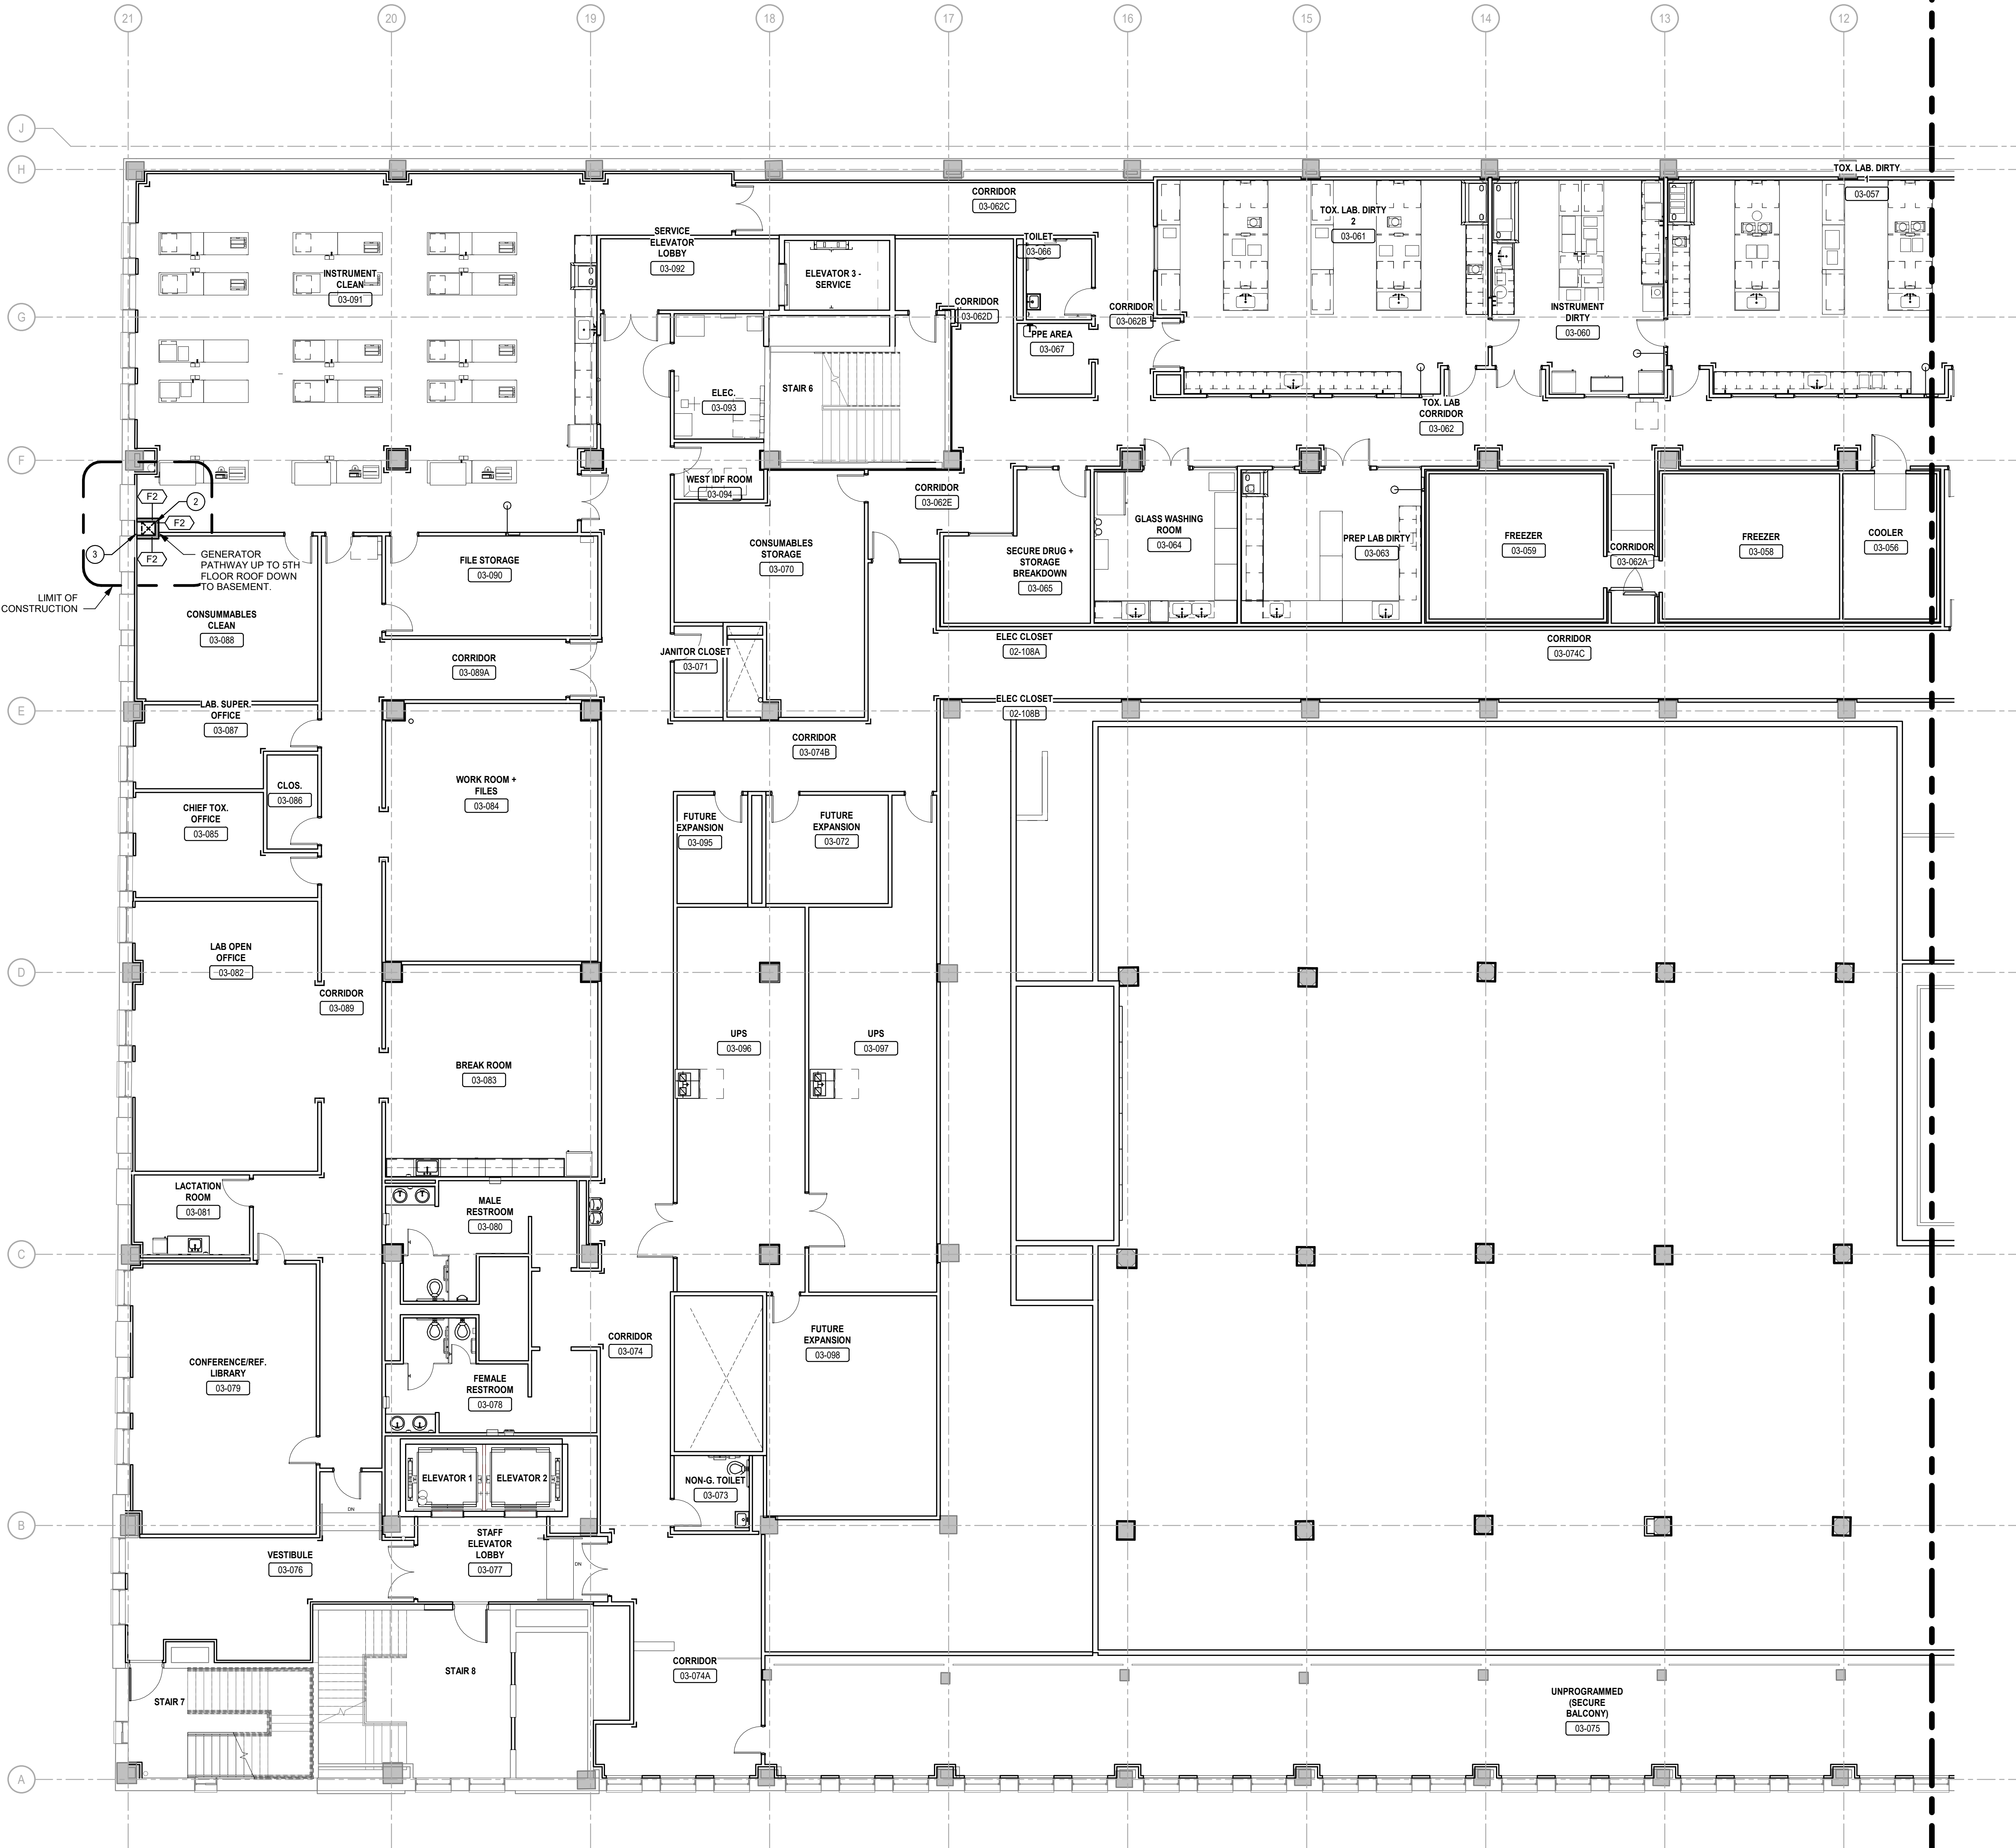 21
20
19
18
17
16
15
14
13
12
J
H
G
F
E
D
C
B
A
CORRIDOR
03-062C
TOX. LAB. DIRTY
1
03-057
TOX. LAB. DIRTY
2
03-061
SERVICE
ELEVATOR
LOBBY
03-092
ELEVATOR 3 -
SERVICE
TOILET
03-066
INSTRUMENT
CLEAN
03-091
CORRIDOR
03-062D
CORRIDOR
03-062B
INSTRUMENT
DIRTY
03-060
PPE AREA
03-067
STAIR 6
ELEC.
03-093
TOX. LAB
CORRIDOR
03-062
WEST IDF ROOM
03-094
CORRIDOR
03-062E
F2
2
F2
3
F2
GENERATOR
PATHWAY UP TO 5TH
FLOOR ROOF DOWN
TO BASEMENT.
LIMIT OF
CONSTRUCTION
GLASS WASHING
ROOM
03-064
PREP LAB DIRTY
03-063
FREEZER
03-059
CORRIDOR
03-062A
FREEZER
03-058
COOLER
03-056
CONSUMABLES
STORAGE
03-070
FILE STORAGE
03-090
SECURE DRUG +
STORAGE
BREAKDOWN
03-065
CONSUMMABLES
CLEAN
03-088
CORRIDOR
03-089A
JANITOR CLOSET
03-071
ELEC CLOSET
02-108A
CORRIDOR
03-074C
LAB. SUPER.
OFFICE
03-087
ELEC CLOSET
02-108B
CORRIDOR
03-074B
CLOS.
03-086
WORK ROOM +
FILES
03-084
CHIEF TOX.
OFFICE
03-085
FUTURE
EXPANSION
03-095
FUTURE
EXPANSION
03-072
LAB OPEN
OFFICE
03-082
CORRIDOR
03-089
UPS
03-096
UPS
03-097
BREAK ROOM
03-083
LACTATION
ROOM
03-081
MALE
RESTROOM
03-080
CORRIDOR
03-074
FUTURE
EXPANSION
03-098
CONFERENCE/REF.
LIBRARY
03-079
FEMALE
RESTROOM
03-078
ELEVATOR 1
ELEVATOR 2
NON-G. TOILET
03-073
DN
STAFF
ELEVATOR
LOBBY
03-077
DN
VESTIBULE
03-076
STAIR 8
CORRIDOR
03-074A
STAIR 7
UNPROGRAMMED
(SECURE
BALCONY)
03-075